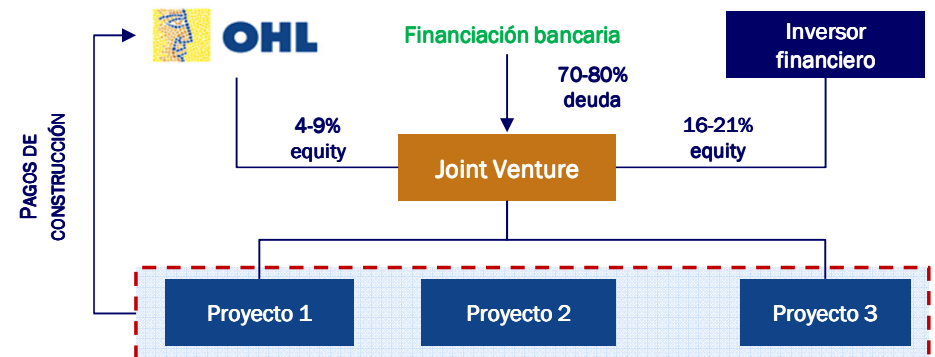 OHL
Financiación bancaria
Inversor
financiero
70-80%
deuda
4-9%
equity
16-21%
equity
Joint Venture
PAGOS DE
CONSTRUCCIÓN
Proyecto 1
Proyecto 2
Proyecto 3